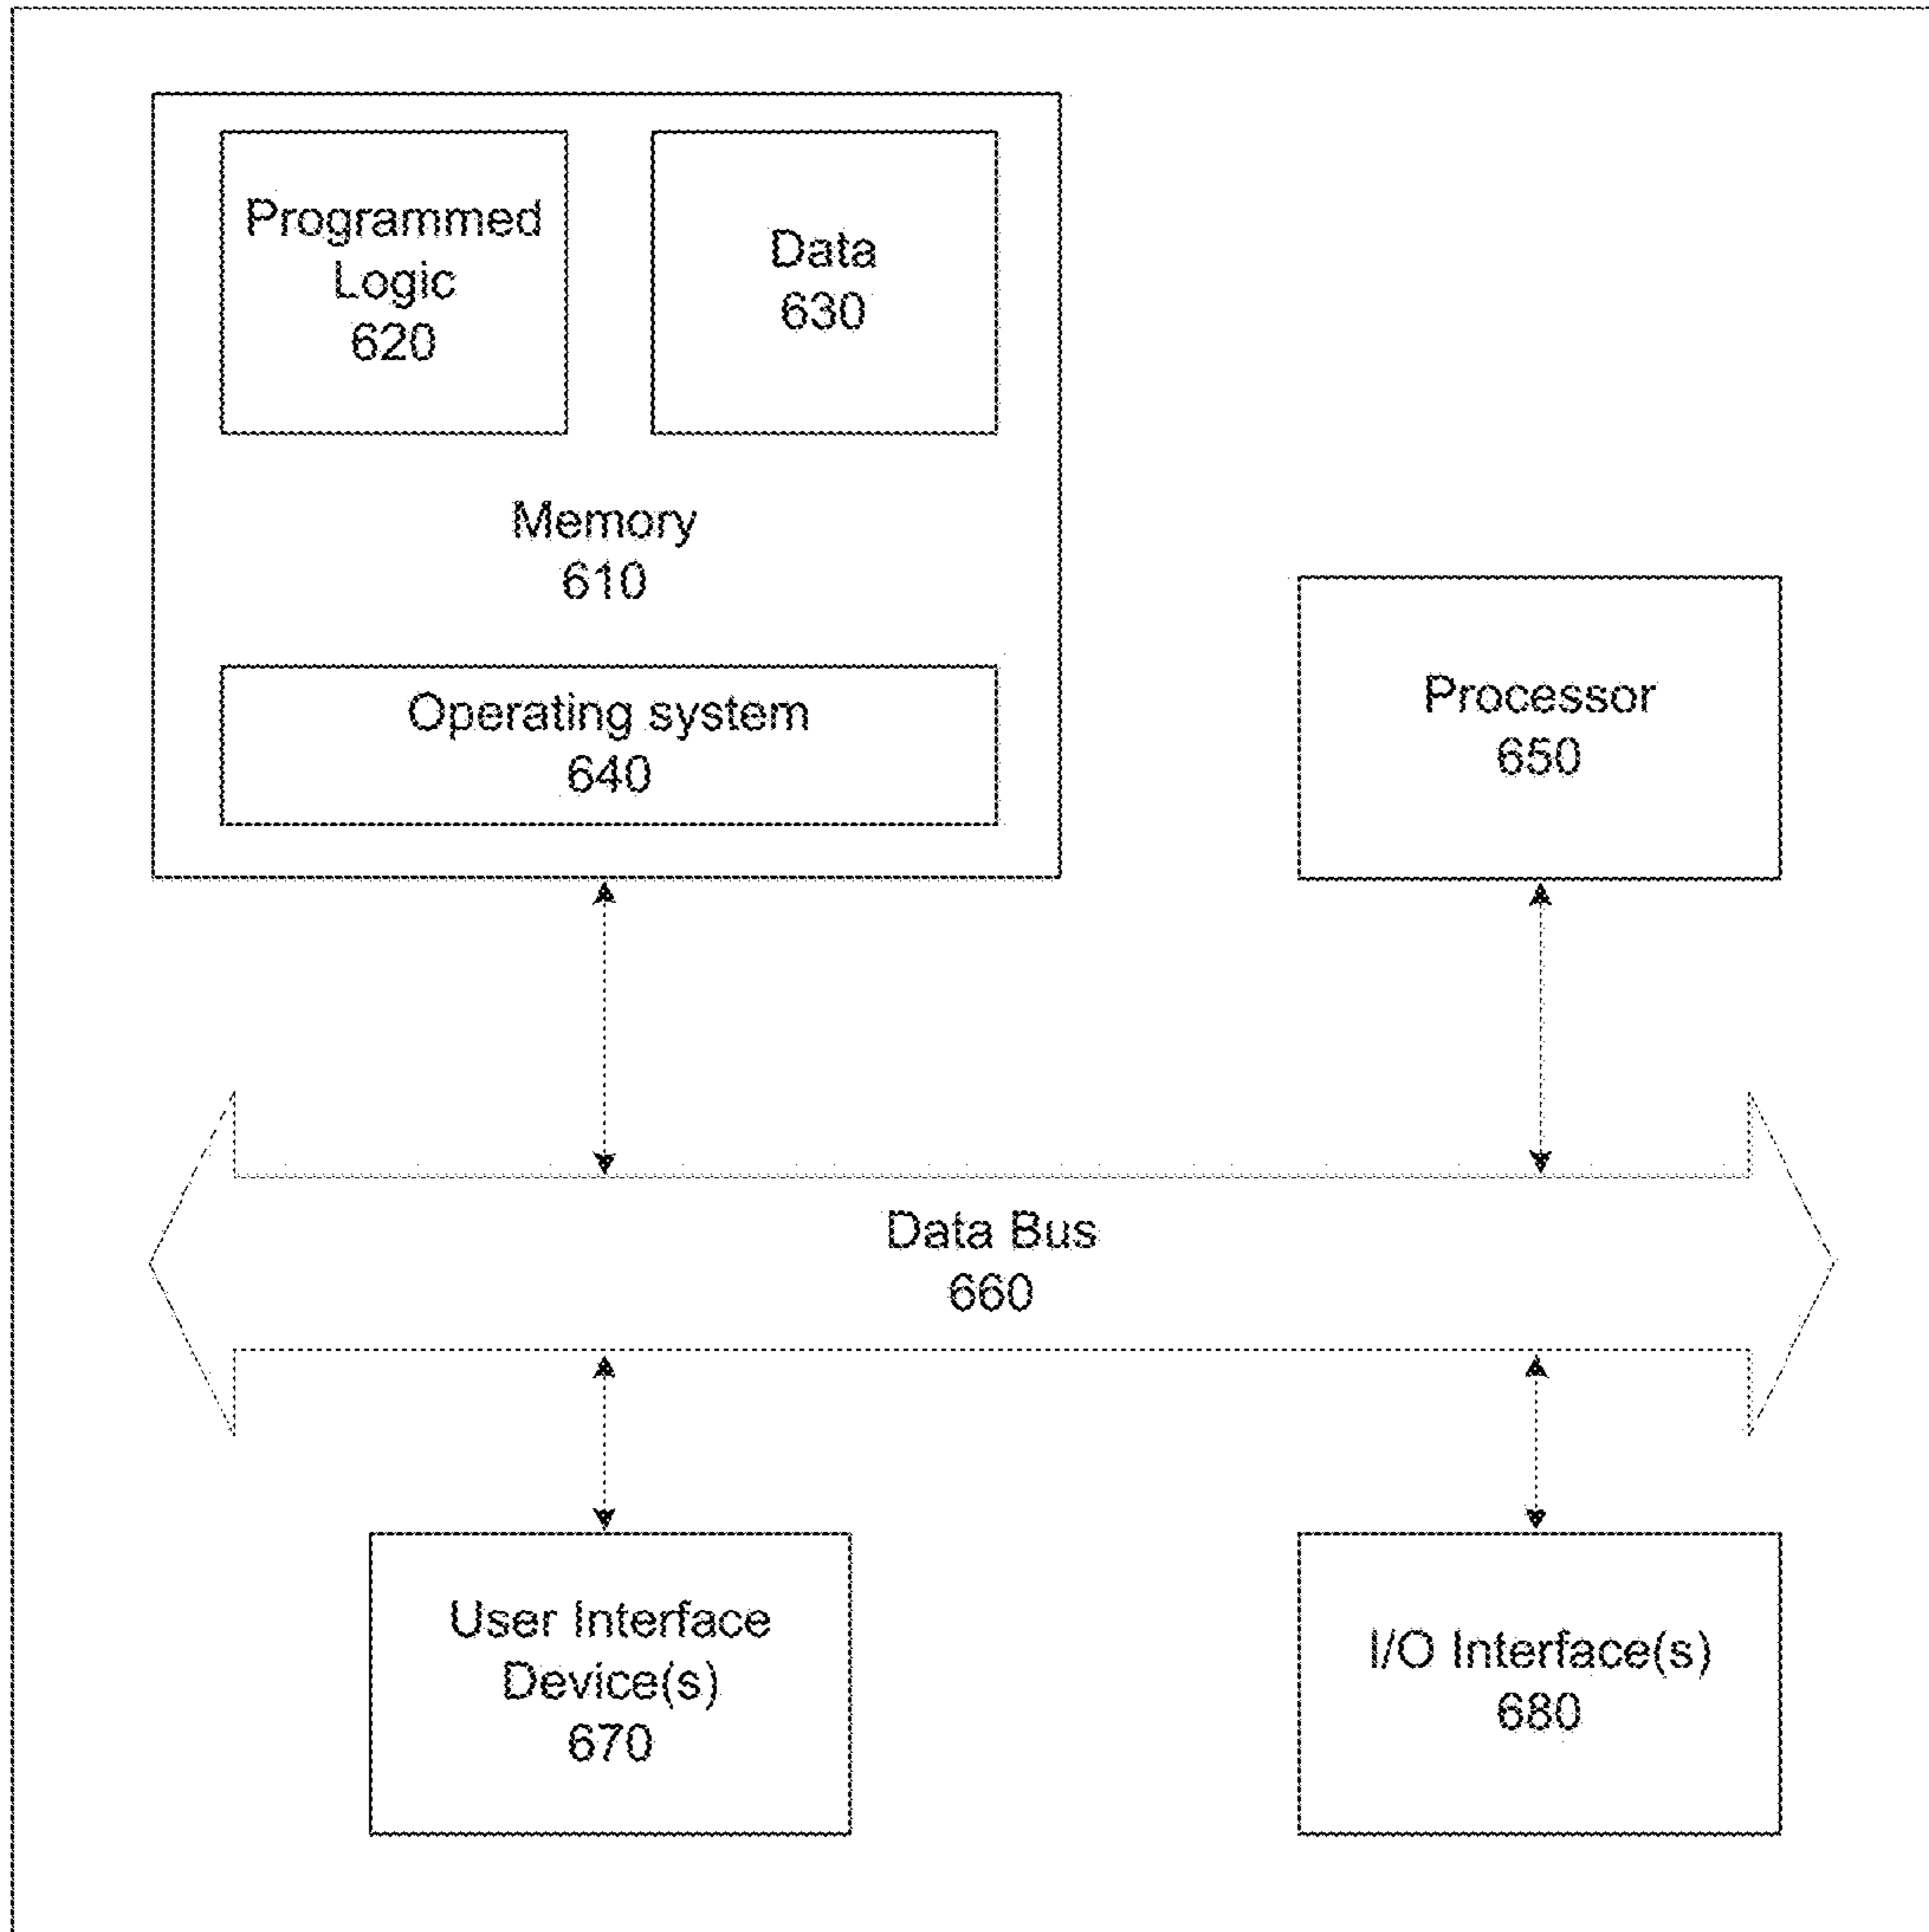 Programmed
Logic
620
Data
630
Memory
610
Operating system
640
Processor
650
Data Bus
660
User Interface
Device(s)
670
I/O Interface(s)
680